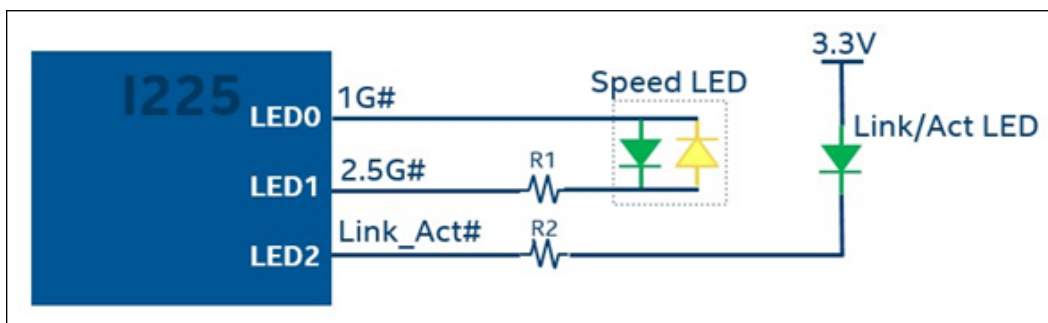 I225
LED0
1G#
LED1
2.5G#
R1
LED2
Link_Act#
R2
Speed LED
3.3V
Link/Act LED